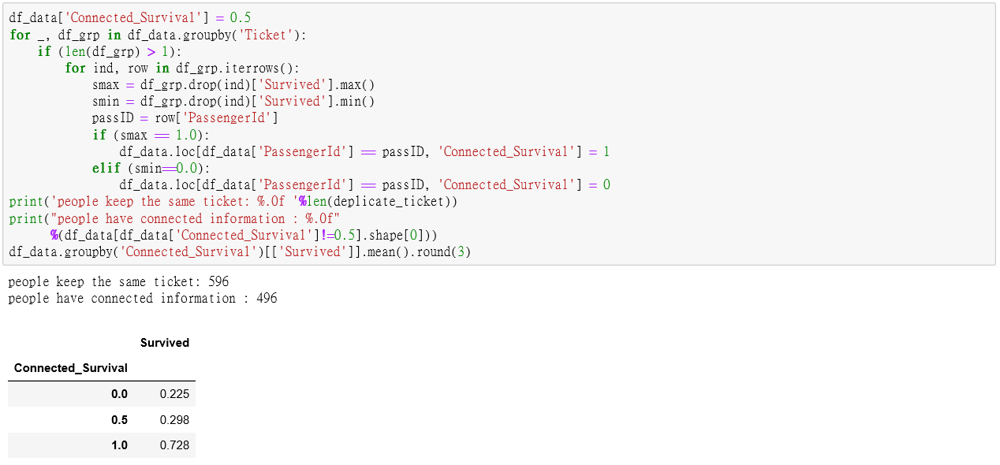 df_data['Connected_Survival'] = 0.5
for _, df_grp in df_data.groupby('Ticket'):
    if (len(df_grp) > 1):
        for ind, row in df_grp.iterrows():
            smax = df_grp.drop(ind)['Survived'].max()
            smin = df_grp.drop(ind)['Survived'].min()
            passID = row['PassengerId']
            if (smax == 1.0):
                df_data.loc[df_data['PassengerId'] == passID, 'Connected_Survival'] = 1
            elif (smin==0.0):
                df_data.loc[df_data['PassengerId'] == passID, 'Connected_Survival'] = 0
print('people keep the same ticket: %.0f '%len(deplicate_ticket))
print("people have connected information : %.0f"
      %(df_data[df_data['Connected_Survival']!=0.5].shape[0]))
df_data.groupby('Connected_Survival')[['Survived']].mean().round(3)
people keep the same ticket: 596
people have connected information : 496
Survived
Connected_Survival
0.0 0.225
0.5 0.298
1.0 0.728